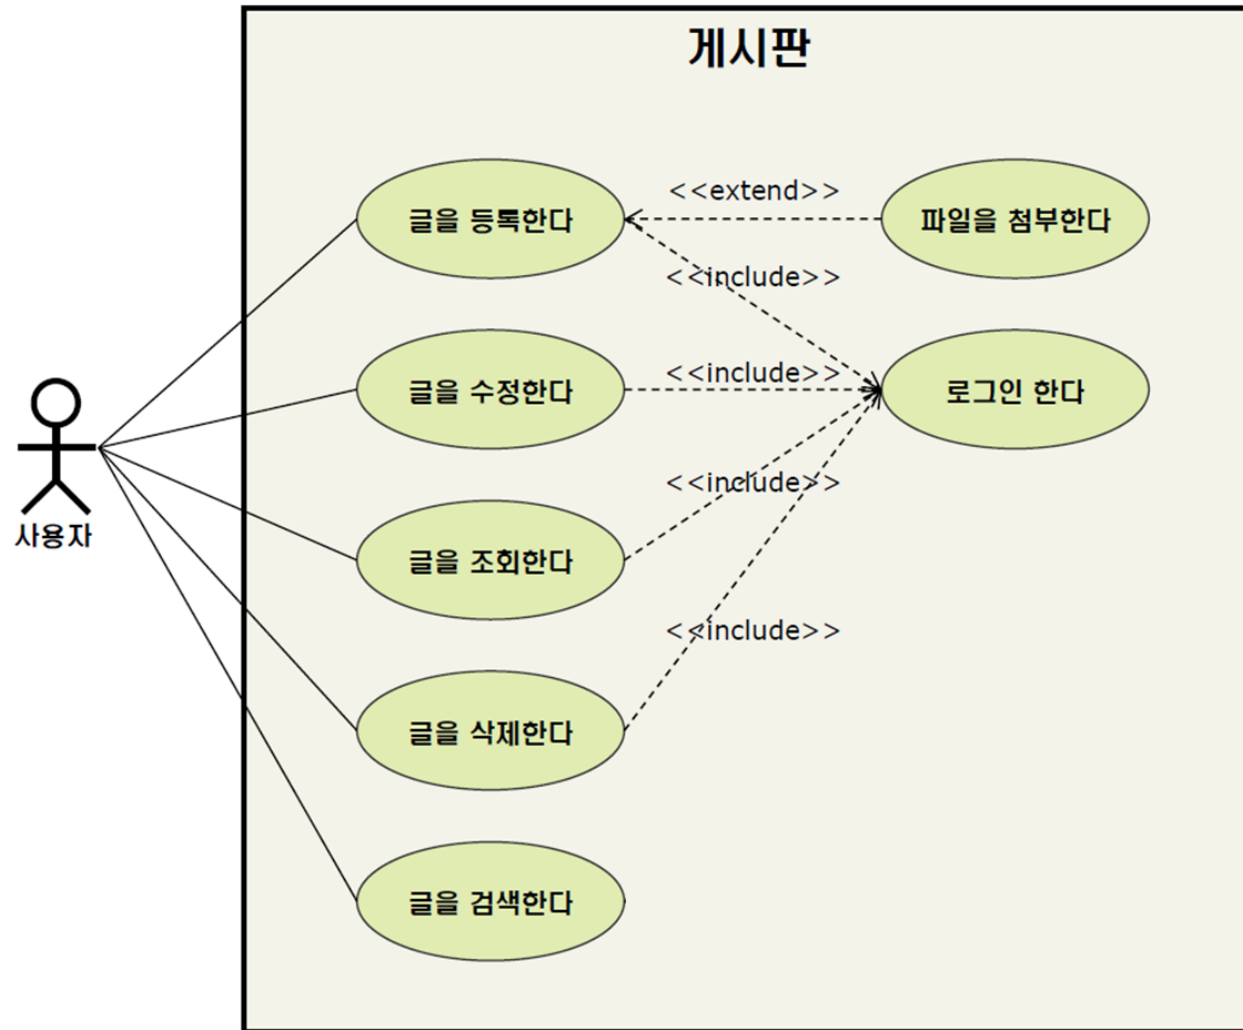 게시판
글을 등록한다
<<extend>>
파일을 첨부한다
<<include>>
글을 수정한다
<<include>>
로그인 한다
사용자
<<include>>
글을 조회한다
<<include>>
글을 삭제한다
글을 검색한다